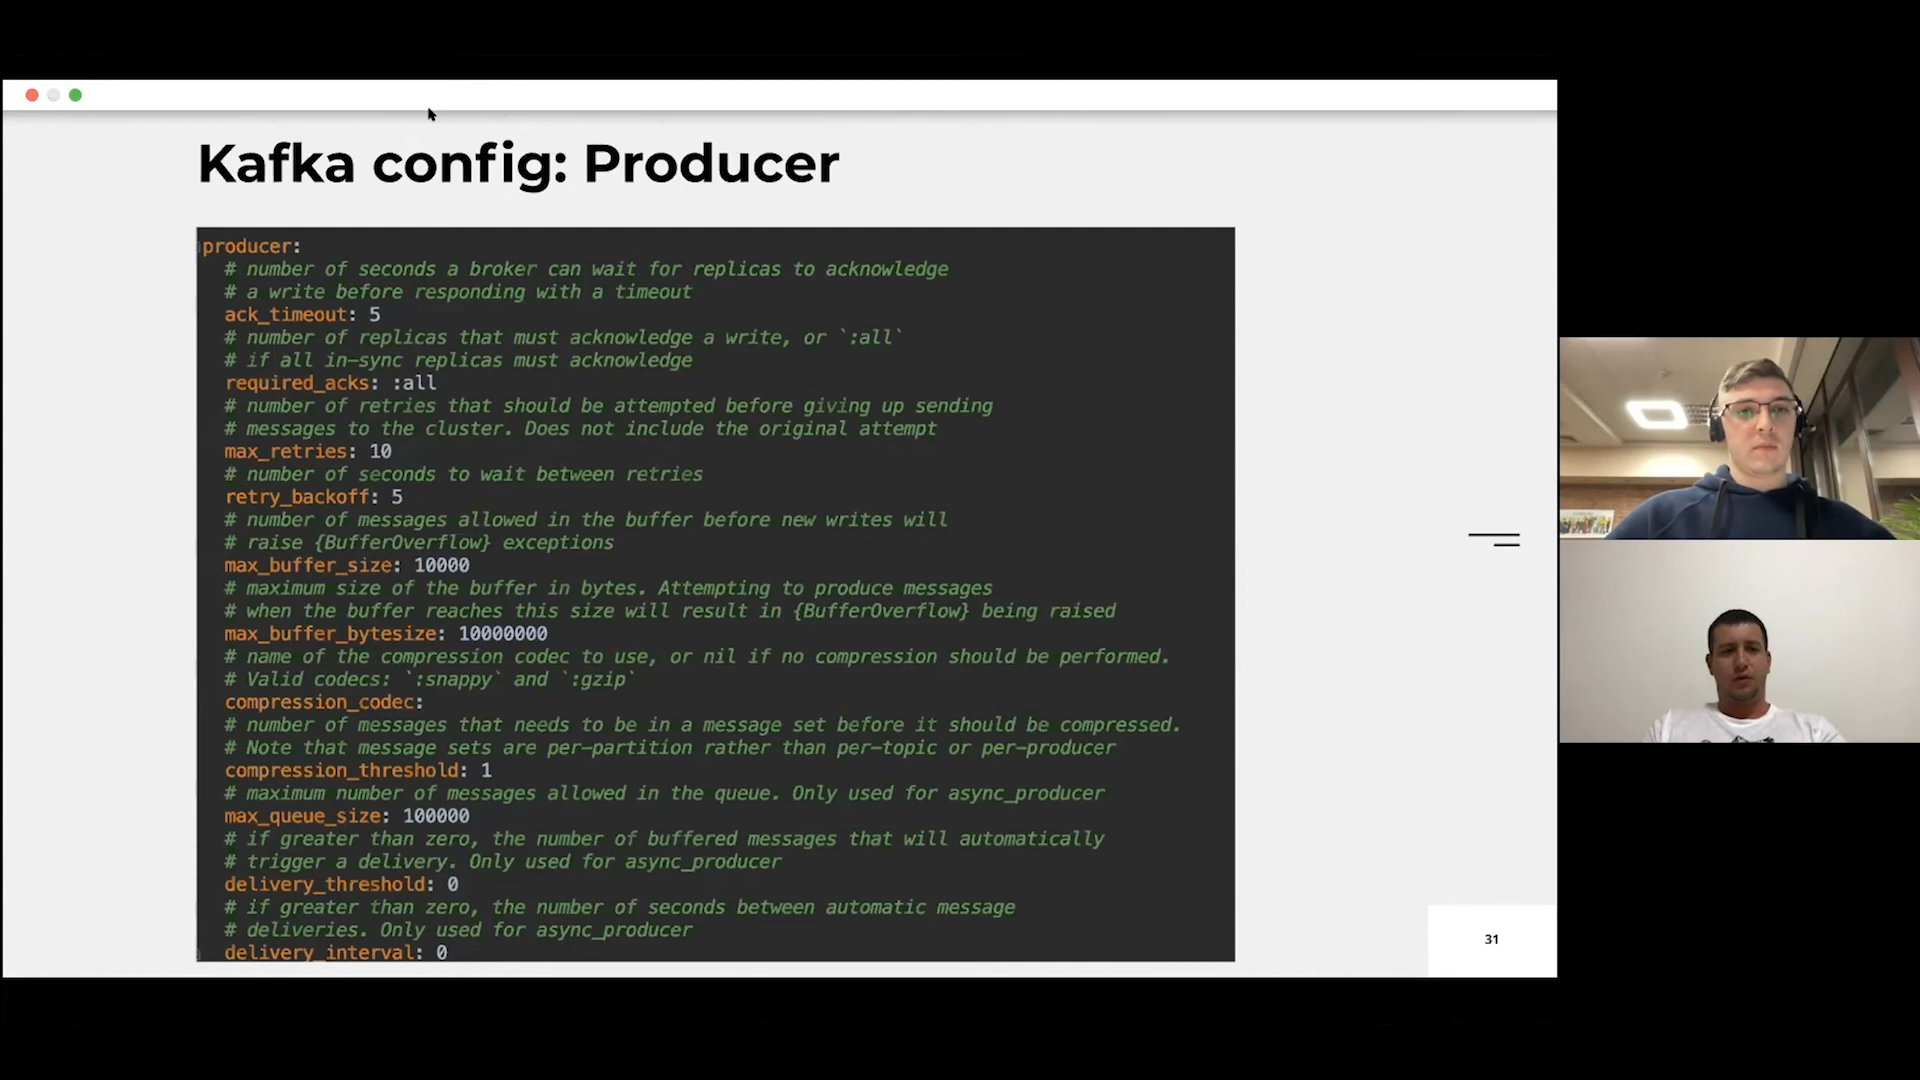 Kafka config: Producer
producer:
# number of seconds a broker can wait for replicas to acknowledge
# a write before responding with a timeout
ack_timeout: 5
# number of replicas that must acknowledge a write, or `:all`
# if all in-sync replicas must acknowledge
required_acks: :all
# number of retries that should be attempted before giving up sending
# messages to the cluster. Does not include the original attempt
max_retries: 10
# number of seconds to wait between retries
retry_backoff: 5
# number of messages allowed in the buffer before new writes will
# raise {BufferOverflow} exceptions
max_buffer_size: 10000
# maximum size of the buffer in bytes. Attempting to produce messages
# when the buffer reaches this size will result in {BufferOverflow} being raised
max_buffer_bytesize: 10000000
# name of the compression codec to use, or nil if no compression should be performed.
# Valid codecs: `:snappy` and `:gzip`
compression_codec:
# number of messages that needs to be in a message set before it should be compressed.
# Note that message sets are per-partition rather than per-topic or per-producer
compression_threshold: 1
# maximum number of messages allowed in the queue. Only used for async_producer
max_queue_size: 100000
# if greater than zero, the number of buffered messages that will automatically
# trigger a delivery. Only used for async_producer
delivery_threshold: 0
# if greater than zero, the number of seconds between automatic message
# deliveries. Only used for async_producer
delivery_interval: 0
31